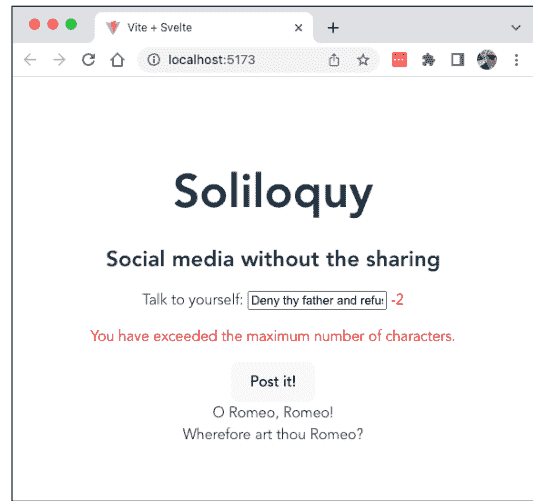 Vite + Svelte
localhost:5173
Soliloquy
Social media without the sharing
Talk to yourself: Deny thy father and refu -2
You have exceeded the maximum number of characters.
Post it!
O Romeo, Romeo!
Wherefore art thou Romeo?